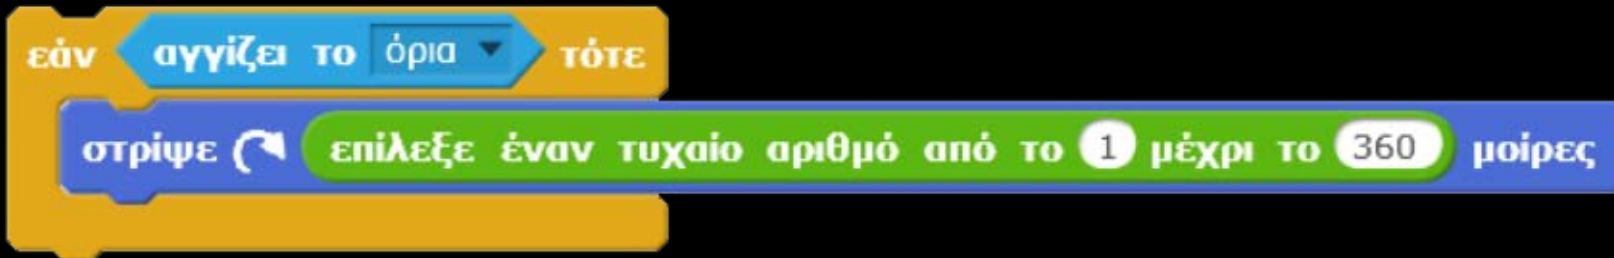 εάν αγγίζει το όρια τότε
στρίψε επίλεξε έναν τυχαίο αριθμό από το 1 μέχρι το 360 μοίρες